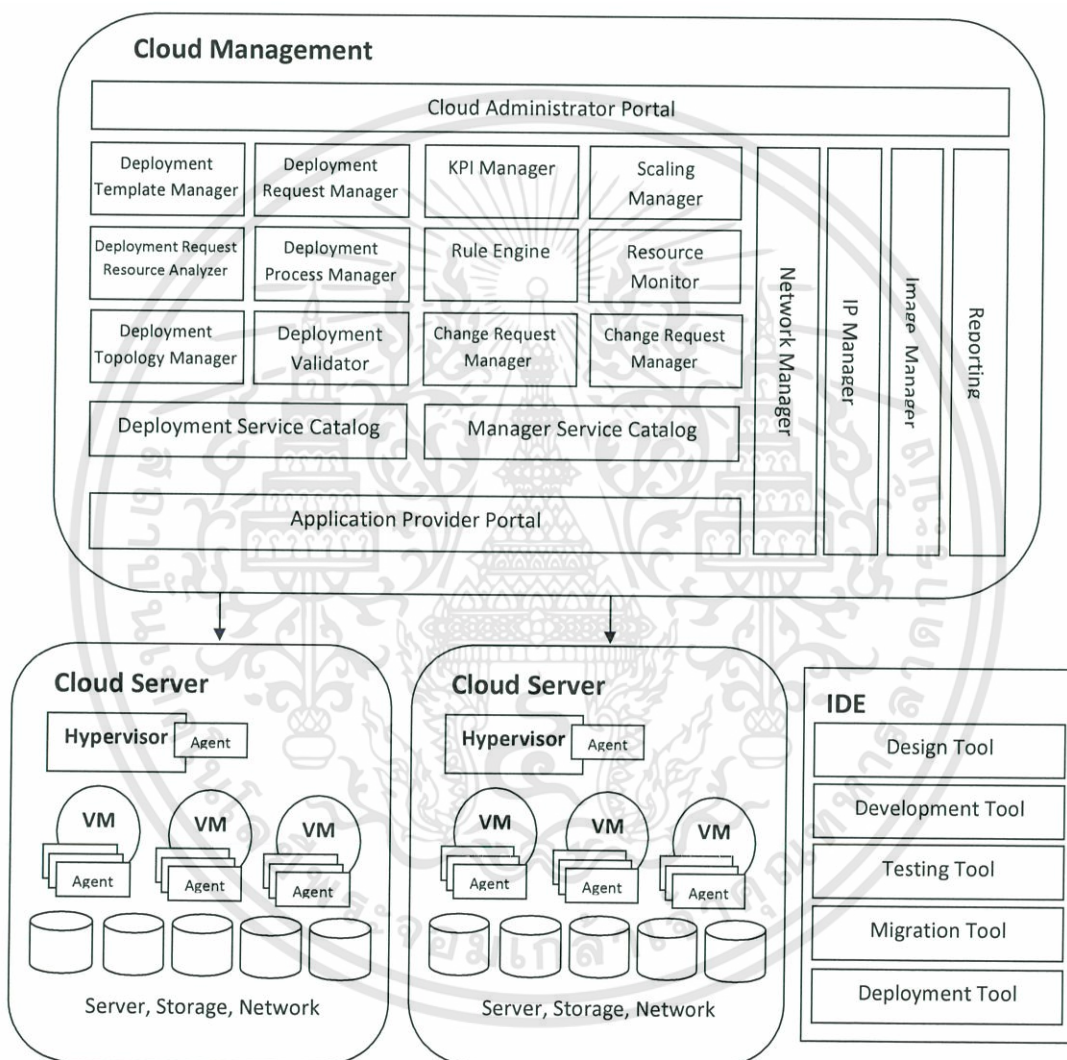 Cloud Management
Cloud Administrator Portal
Deployment
Template Manager
Deployment
Request Manager
KPI Manager
Scaling
Manager
Deployment Request
Resource Analyzer
Deployment
Process Manager
Rule Engine
Resource
Monitor
Deployment
Topology Manager
Deployment
Validator
Change Request
Manager
Change Request
Manager
Deployment Service Catalog
Manager Service Catalog
Application Provider Portal
Network Manager
IP Manager
Image Manager
Reporting
Cloud Server
Hypervisor
Agent
VM
VM
VM
Agent
Agent
Agent
Server, Storage, Network
Cloud Server
Hypervisor
Agent
VM
VM
VM
Agent
Agent
Agent
Server, Storage, Network
IDE
Design Tool
Development Tool
Testing Tool
Migration Tool
Deployment Tool